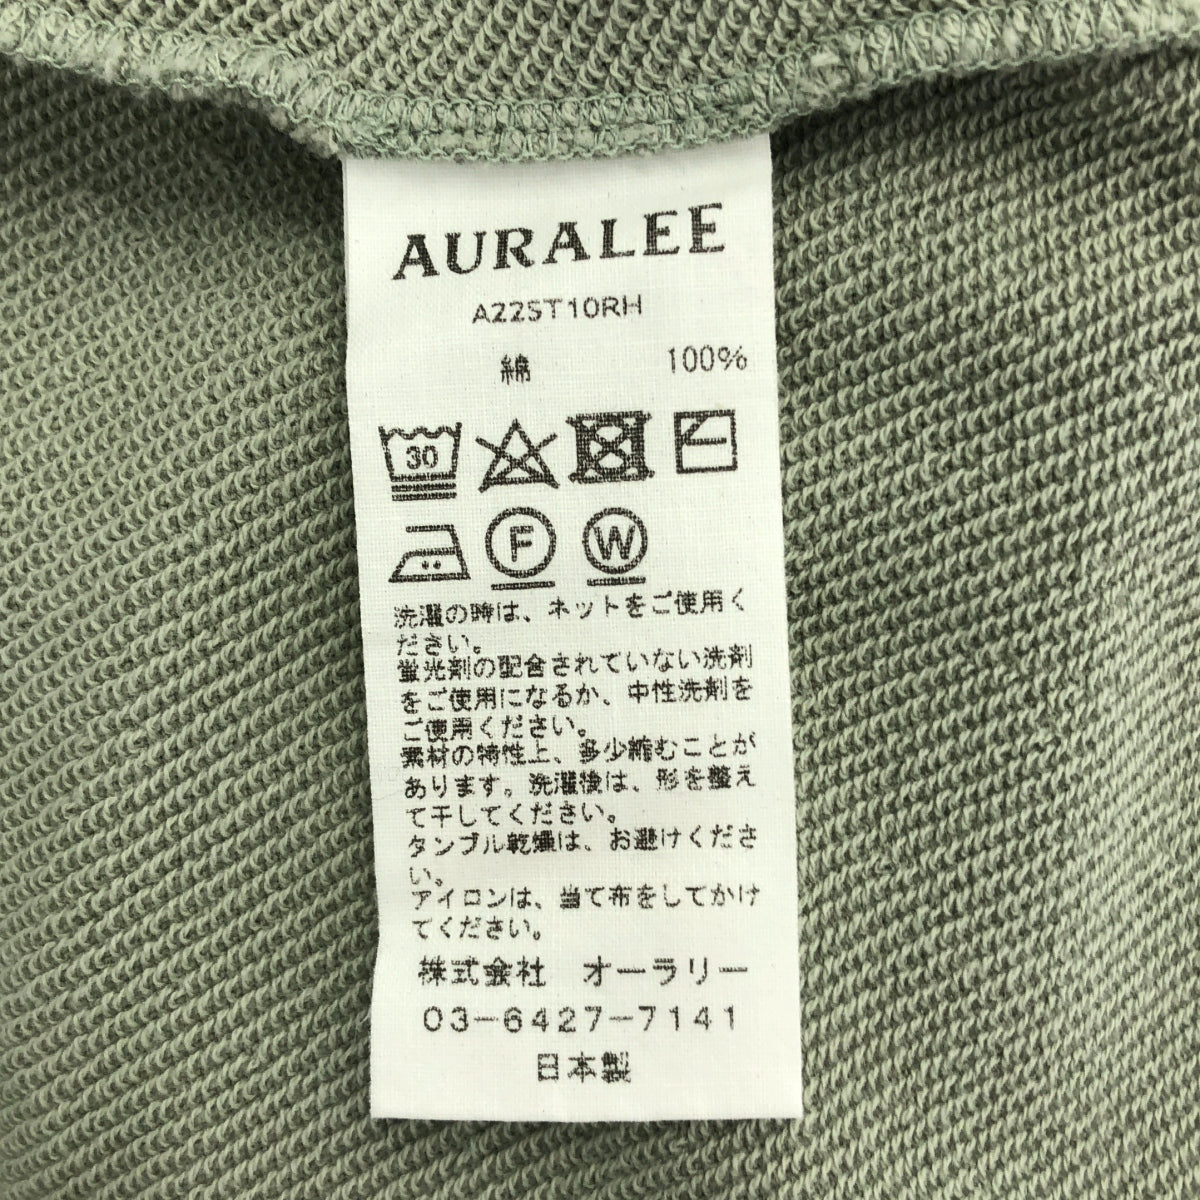 AURALEE
A22ST10RH
綿 100%
30
F W
洗濯の時は、ネットをご使用く
ださい。
蛍光剤の配合されていない洗剤
をご使用になるか、中性洗剤を
ご使用ください。
素材の特性上、多少縮むことが
あります。洗濯後は、形を整え
て干してください。
タンブル乾燥は、お避けくださ
い。
アイロンは、当て布をしてかけ
てください。
株式会社 オーラリー
03-6427-7141
日本製